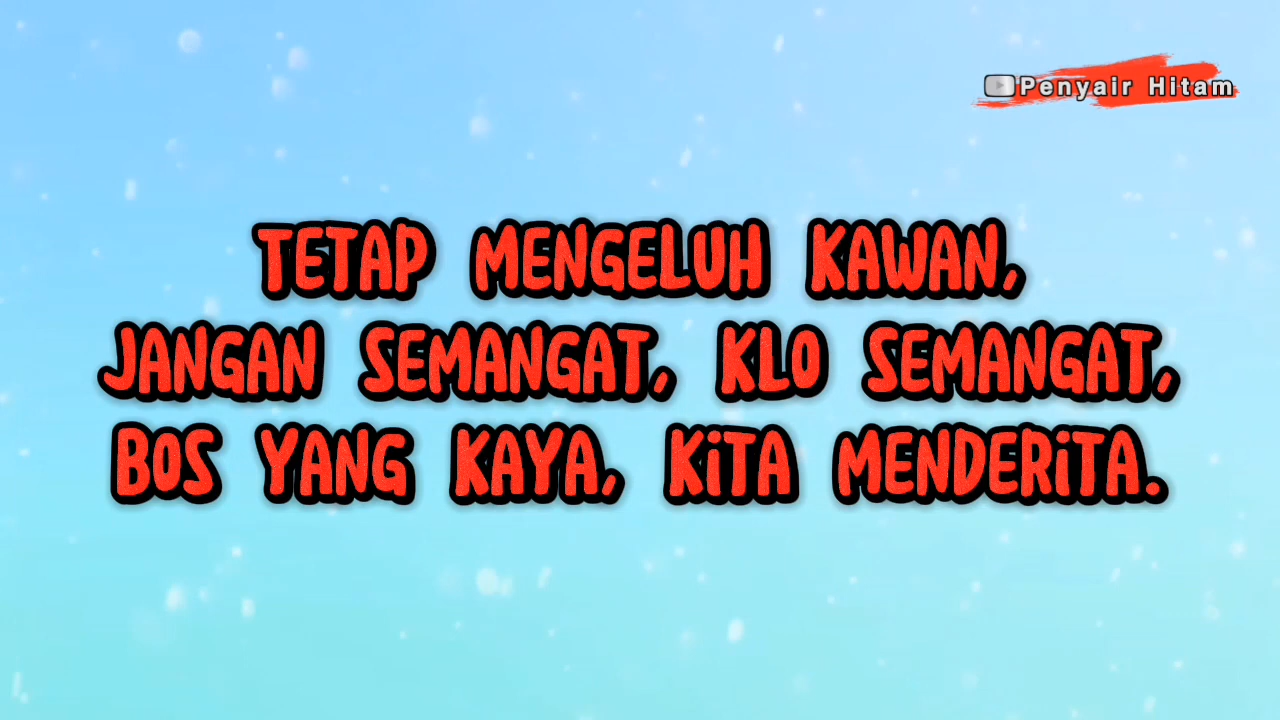 Penyair Hitam
TETAP MENGELUH KAWAN,
JANGAN SEMANGAT, KLO SEMANGAT,
BOS YANG KAYA, KiTA MENDERiTA.